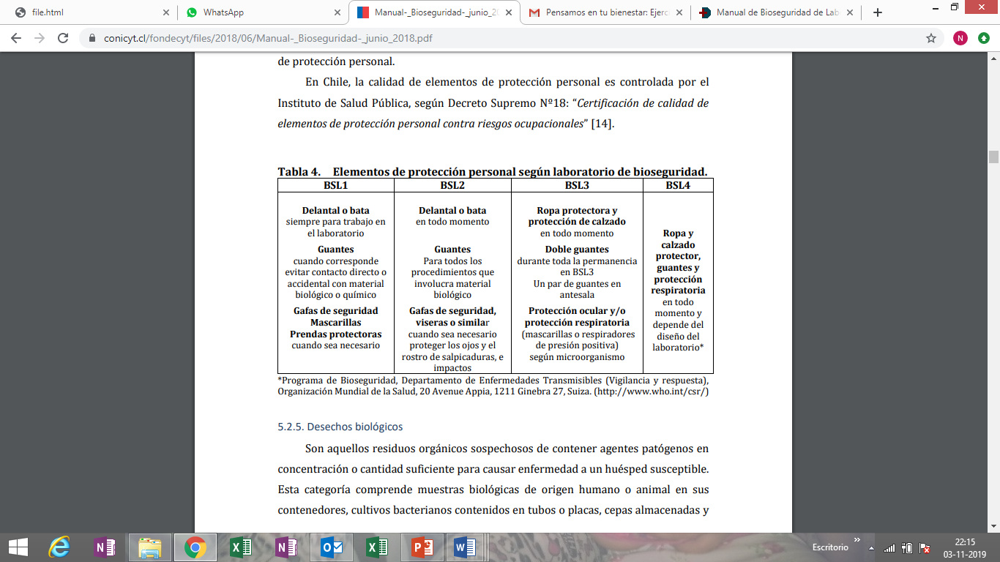 file.html
WhatsApp
Manual-_Bioseguridad-_junio_20
Pensamos en tu bienestar: Ejerc
Manual de Bioseguridad de Lab
conicyt.cl/fondecyt/files/2018/06/Manual-_Bioseguridad-_junio_2018.pdf
N
de protección personal.
En Chile, la calidad de elementos de protección personal es controlada por el
Instituto de Salud Pública, según Decreto Supremo Nº18: “Certificación de calidad de
elementos de protección personal contra riesgos ocupacionales” [14].
Tabla 4. Elementos de protección personal según laboratorio de bioseguridad.
BSL1
BSL2
BSL3
BSL4
Delantal o bata
siempre para trabajo en
el laboratorio
Guantes
cuando corresponde
evitar contacto directo o
accidental con material
biológico o químico
Gafas de seguridad
Mascarillas
Prendas protectoras
cuando sea necesario
Delantal o bata
en todo momento
Guantes
Para todos los
procedimientos que
involucra material
biológico
Gafas de seguridad,
viseras o similar
cuando sea necesario
proteger los ojos y el
rostro de salpicaduras, e
impactos
Ropa protectora y
protección de calzado
en todo momento
Doble guantes
durante toda la permanencia
en BSL3
Un par de guantes en
antesala
Protección ocular y/o
protección respiratoria
(mascarillas o respiradores
de presión positiva)
según microorganismo
Ropa y
calzado
protector,
guantes y
protección
respiratoria
en todo
momento y
depende del
diseño del
laboratorio*
*Programa de Bioseguridad, Departamento de Enfermedades Transmisibles (Vigilancia y respuesta),
Organización Mundial de la Salud, 20 Avenue Appia, 1211 Ginebra 27, Suiza. (http://www.who.int/csr/)
5.2.5. Desechos biológicos
Son aquellos residuos orgánicos sospechosos de contener agentes patógenos en
concentración o cantidad suficiente para causar enfermedad a un huésped susceptible.
Esta categoría comprende muestras biológicas de origen humano o animal en sus
contenedores, cultivos bacterianos contenidos en tubos o placas, cepas almacenadas y
Escritorio
22:15
03-11-2019